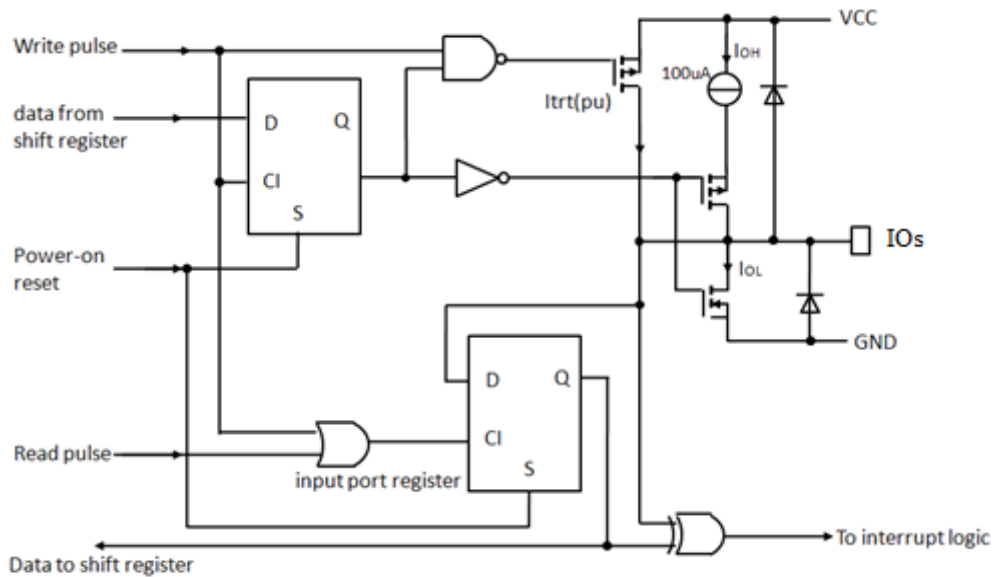 Write pulse
data from
shift register
Power-on
reset
Read pulse
Data to shift register
D
Q
CI
S
input port register
D
Q
CI
S
Itrt(pu)
VCC
IOH
100uA
IOs
IOL
GND
To interrupt logic